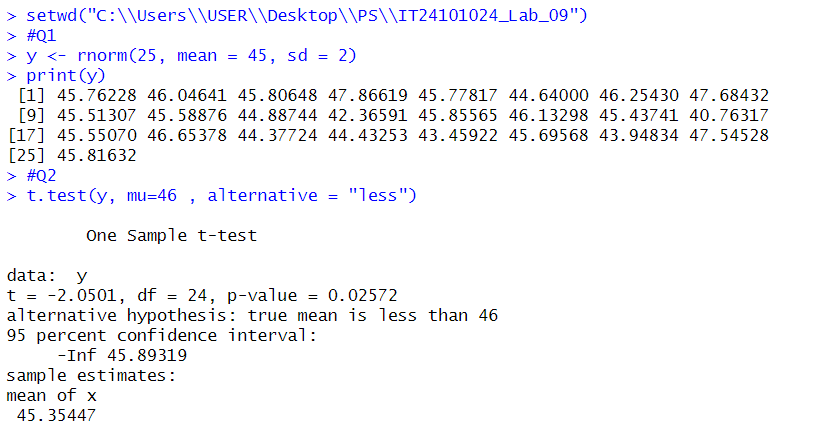 > setwd("C:\\Users\\USER\\Desktop\\PS\\IT24101024_Lab_09")
> #Q1
> y <- rnorm(25, mean = 45, sd = 2)
> print(y)
 [1] 45.76228 46.04641 45.80648 47.86619 45.77817 44.64000 46.25430 47.68432
 [9] 45.51307 45.58876 44.88744 42.36591 45.85565 46.13298 45.43741 40.76317
[17] 45.55070 46.65378 44.37724 44.43253 43.45922 45.69568 43.94834 47.54528
[25] 45.81632
> #Q2
> t.test(y, mu=46 , alternative = "less")
One Sample t-test
data:  y
t = -2.0501, df = 24, p-value = 0.02572
alternative hypothesis: true mean is less than 46
95 percent confidence interval:
     -Inf 45.89319
sample estimates:
mean of x
 45.35447